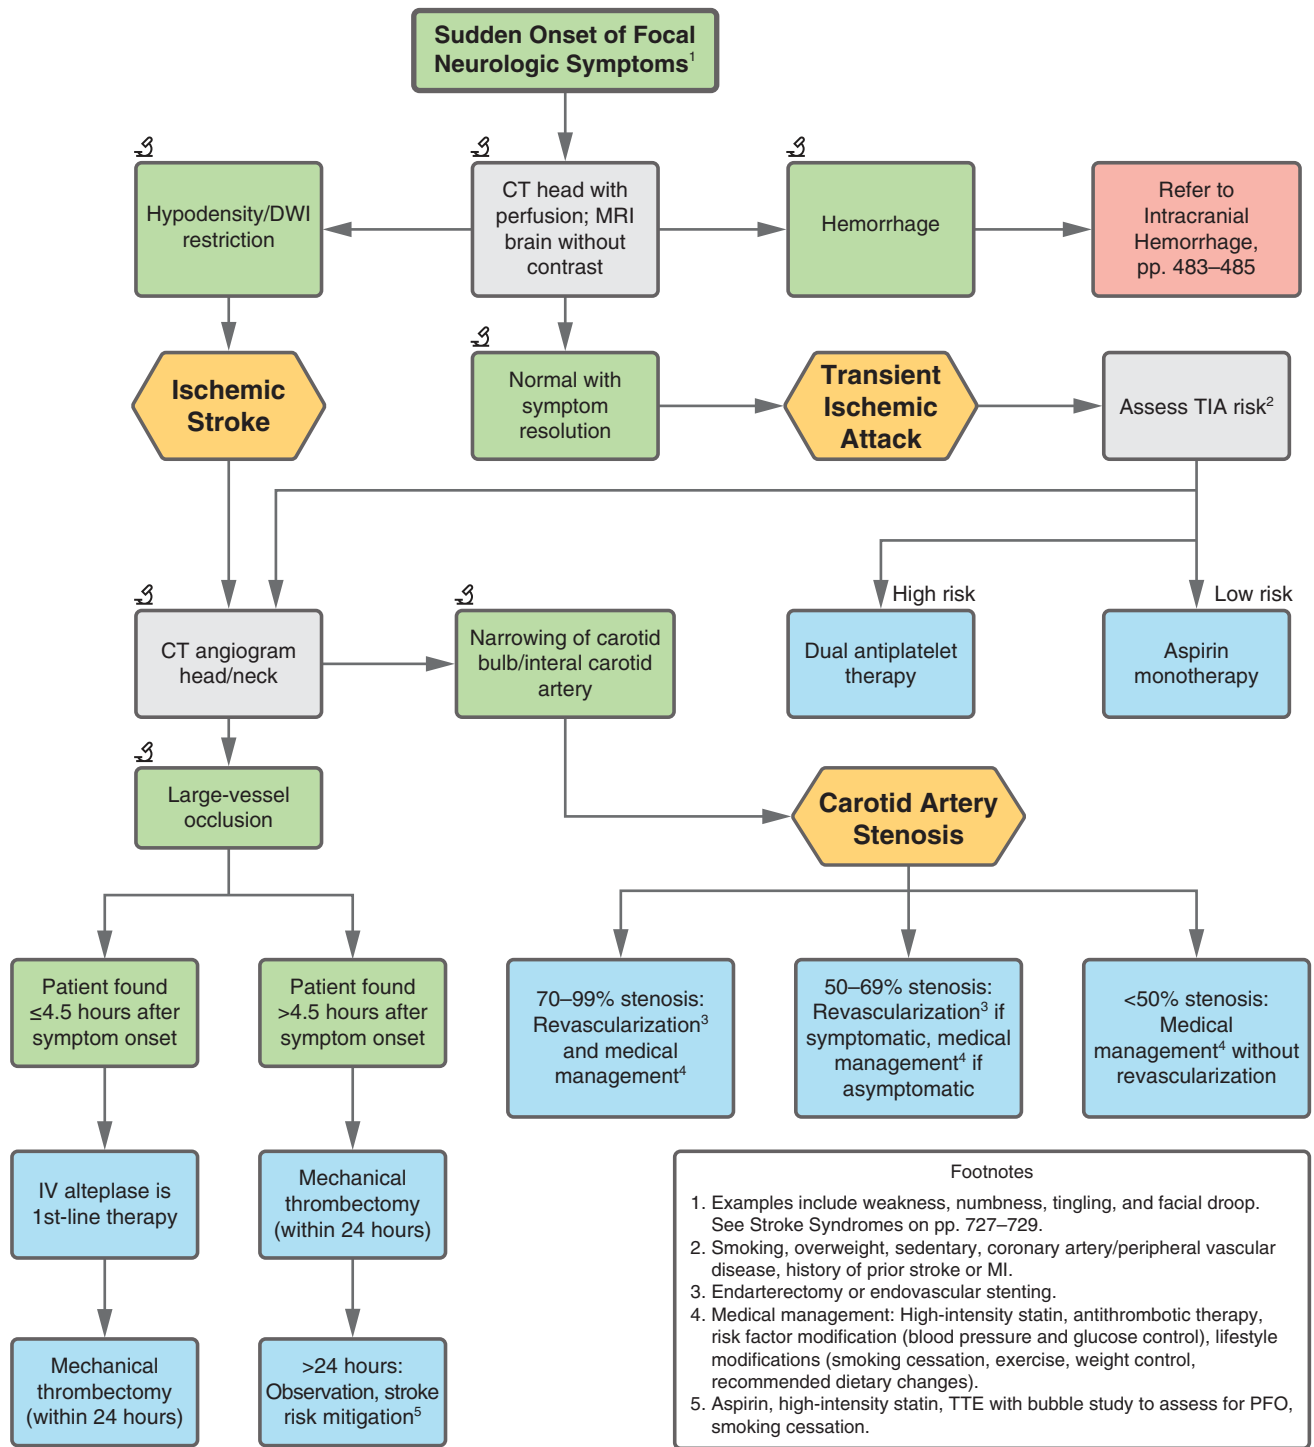 Sudden Onset of Focal
Neurologic Symptoms1
Hypodensity/DWI
restriction
CT head with
perfusion; MRI
brain without
contrast
Hemorrhage
Refer to
Intracranial
Hemorrhage,
pp. 483–485
Ischemic
Stroke
Normal with
symptom
resolution
Transient
Ischemic
Attack
Assess TIA risk2
High risk
Low risk
CT angiogram
head/neck
Narrowing of carotid
bulb/interal carotid
artery
Dual antiplatelet
therapy
Aspirin
monotherapy
Large-vessel
occlusion
Carotid Artery
Stenosis
Patient found
≤4.5 hours after
symptom onset
Patient found
>4.5 hours after
symptom onset
70–99% stenosis:
Revascularization3
and medical
management4
50–69% stenosis:
Revascularization3 if
symptomatic, medical
management4 if
asymptomatic
<50% stenosis:
Medical
management4 without
revascularization
IV alteplase is
1st-line therapy
Mechanical
thrombectomy
(within 24 hours)
Mechanical
thrombectomy
(within 24 hours)
>24 hours:
Observation, stroke
risk mitigation5
Footnotes
1. Examples include weakness, numbness, tingling, and facial droop.
See Stroke Syndromes on pp. 727–729.
2. Smoking, overweight, sedentary, coronary artery/peripheral vascular
disease, history of prior stroke or MI.
3. Endarterectomy or endovascular stenting.
4. Medical management: High-intensity statin, antithrombotic therapy,
risk factor modification (blood pressure and glucose control), lifestyle
modifications (smoking cessation, exercise, weight control,
recommended dietary changes).
5. Aspirin, high-intensity statin, TTE with bubble study to assess for PFO,
smoking cessation.